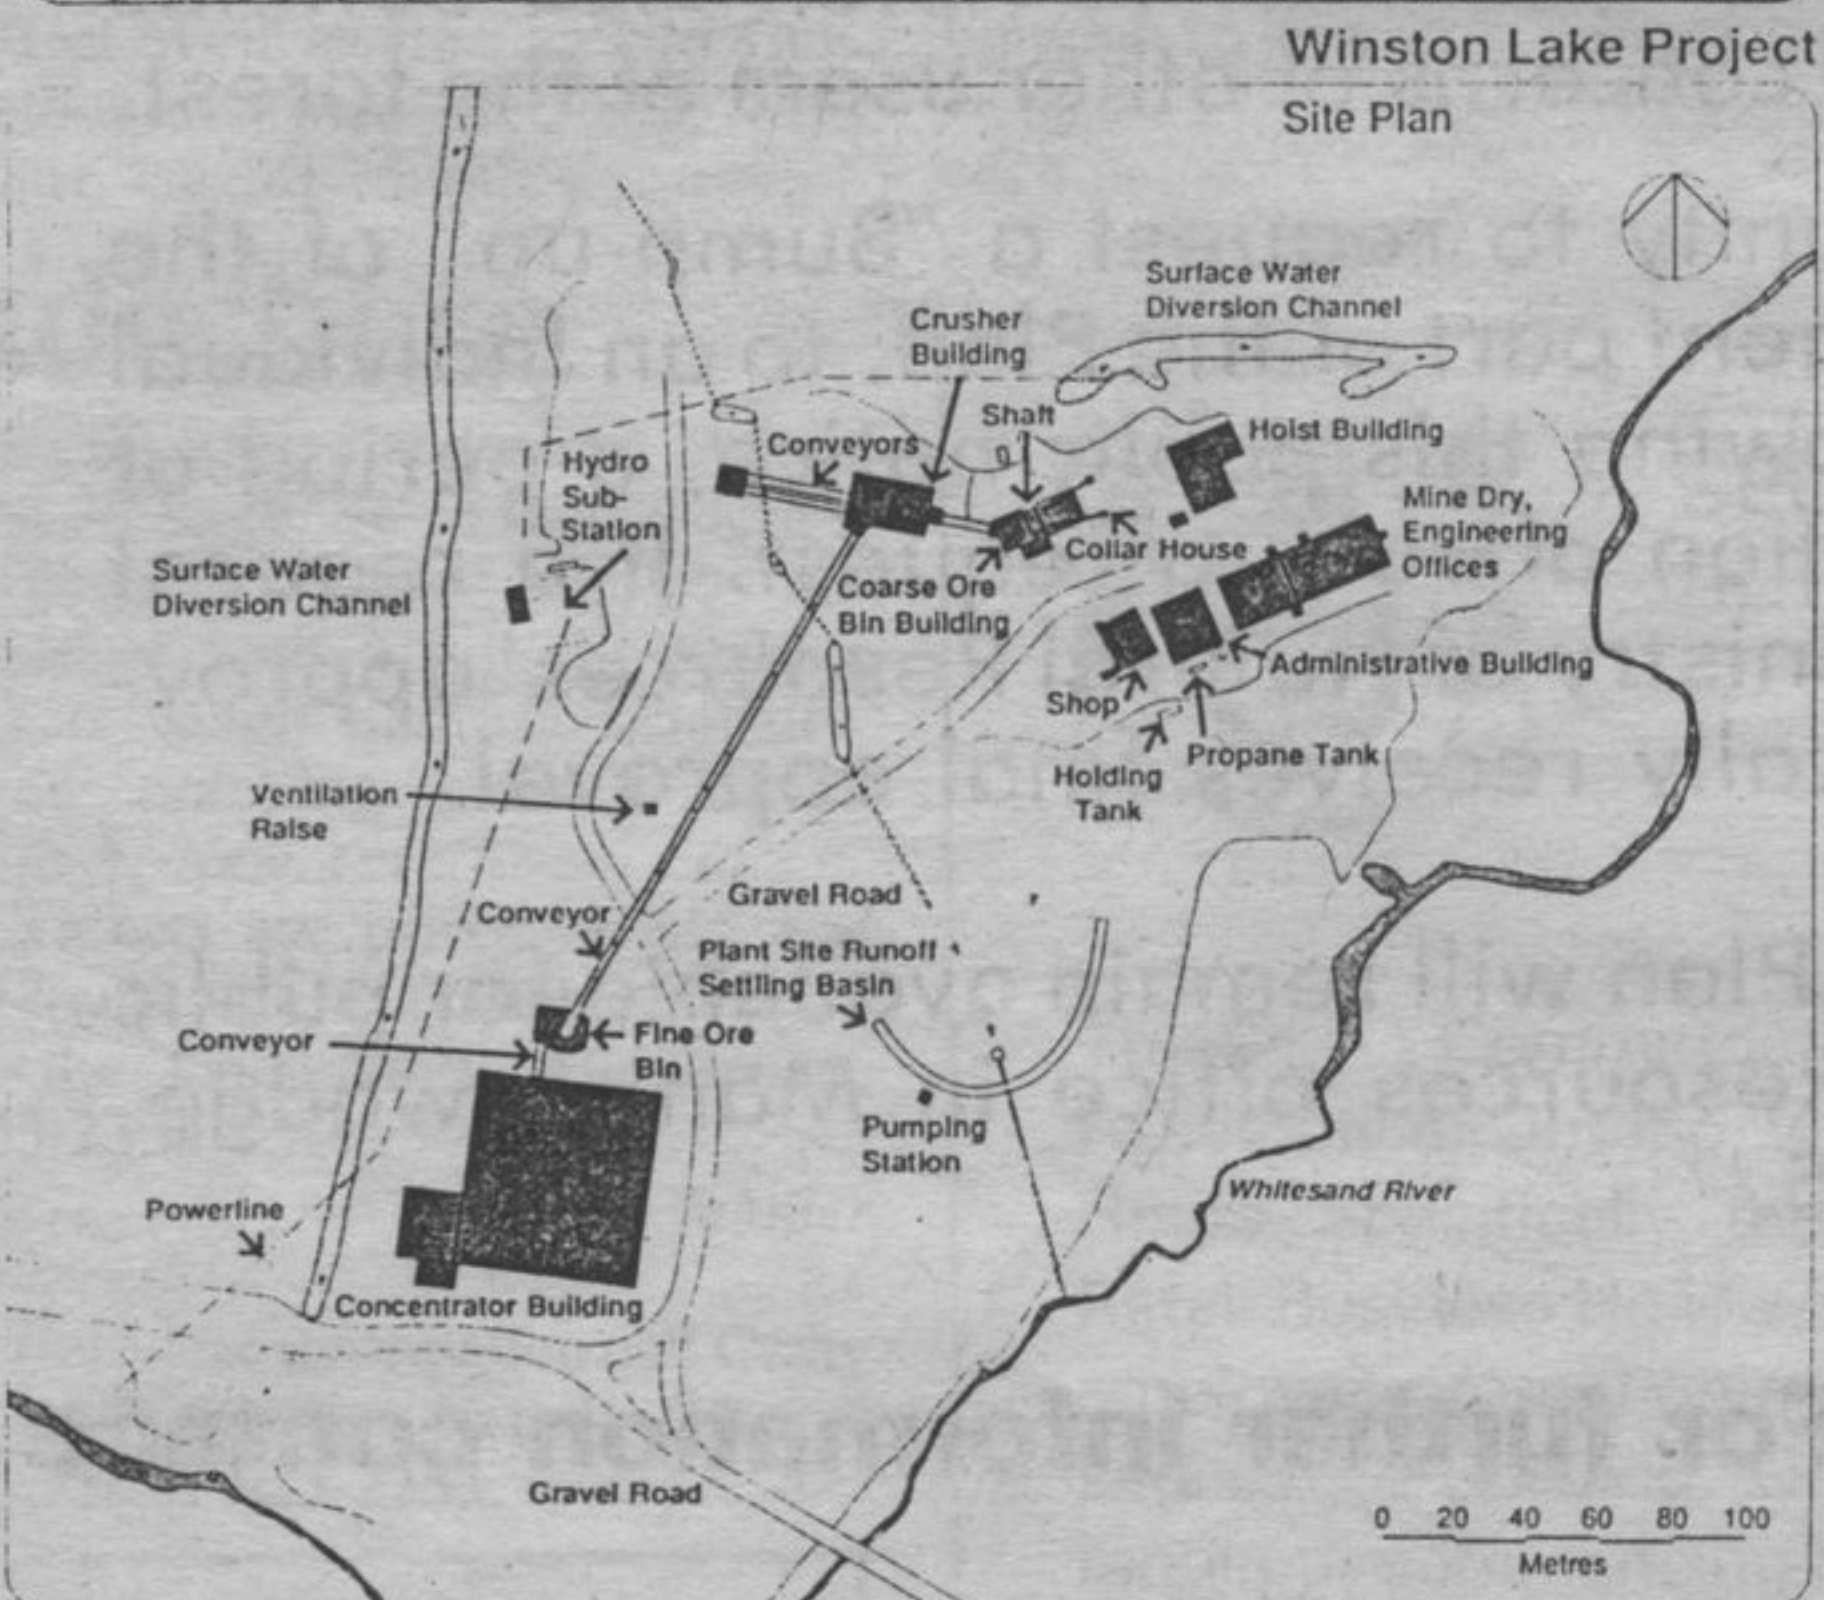 Winston Lake Project
Site Plan
Surface Water
Diversion Channel
Crusher
Building
Shaft
Conveyors
Hoist Building
Hydro
Sub-
Station
Mine Dry,
Engineering
Offices
Collar House
Surface Water
Diversion Channel
Coarse Ore
Bin Building
Administrative Building
Shop
Propane Tank
Holding
Tank
Ventilation
Raise
Gravel Road
Conveyor
Plant Site Runoff
Settling Basin
Conveyor
Fine Ore
Bin
Pumping
Station
Whitesand River
Powerline
Concentrator Building
Gravel Road
0 20 40 60 80 100
Metres